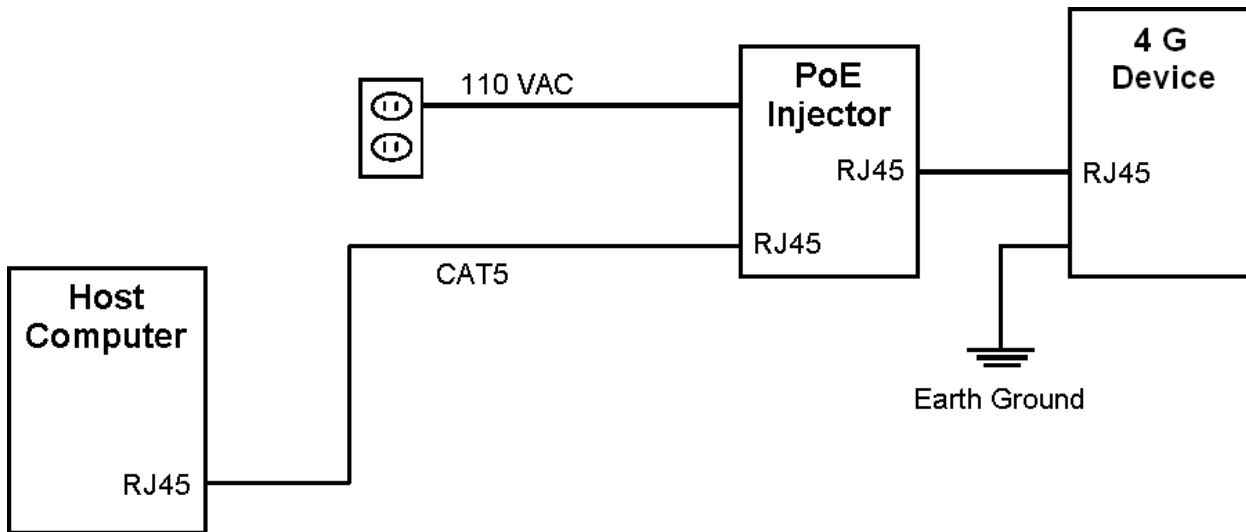 4 G
Device
PoE
Injector
110 VAC
RJ45
RJ45
RJ45
CAT5
Host
Computer
Earth Ground
RJ45